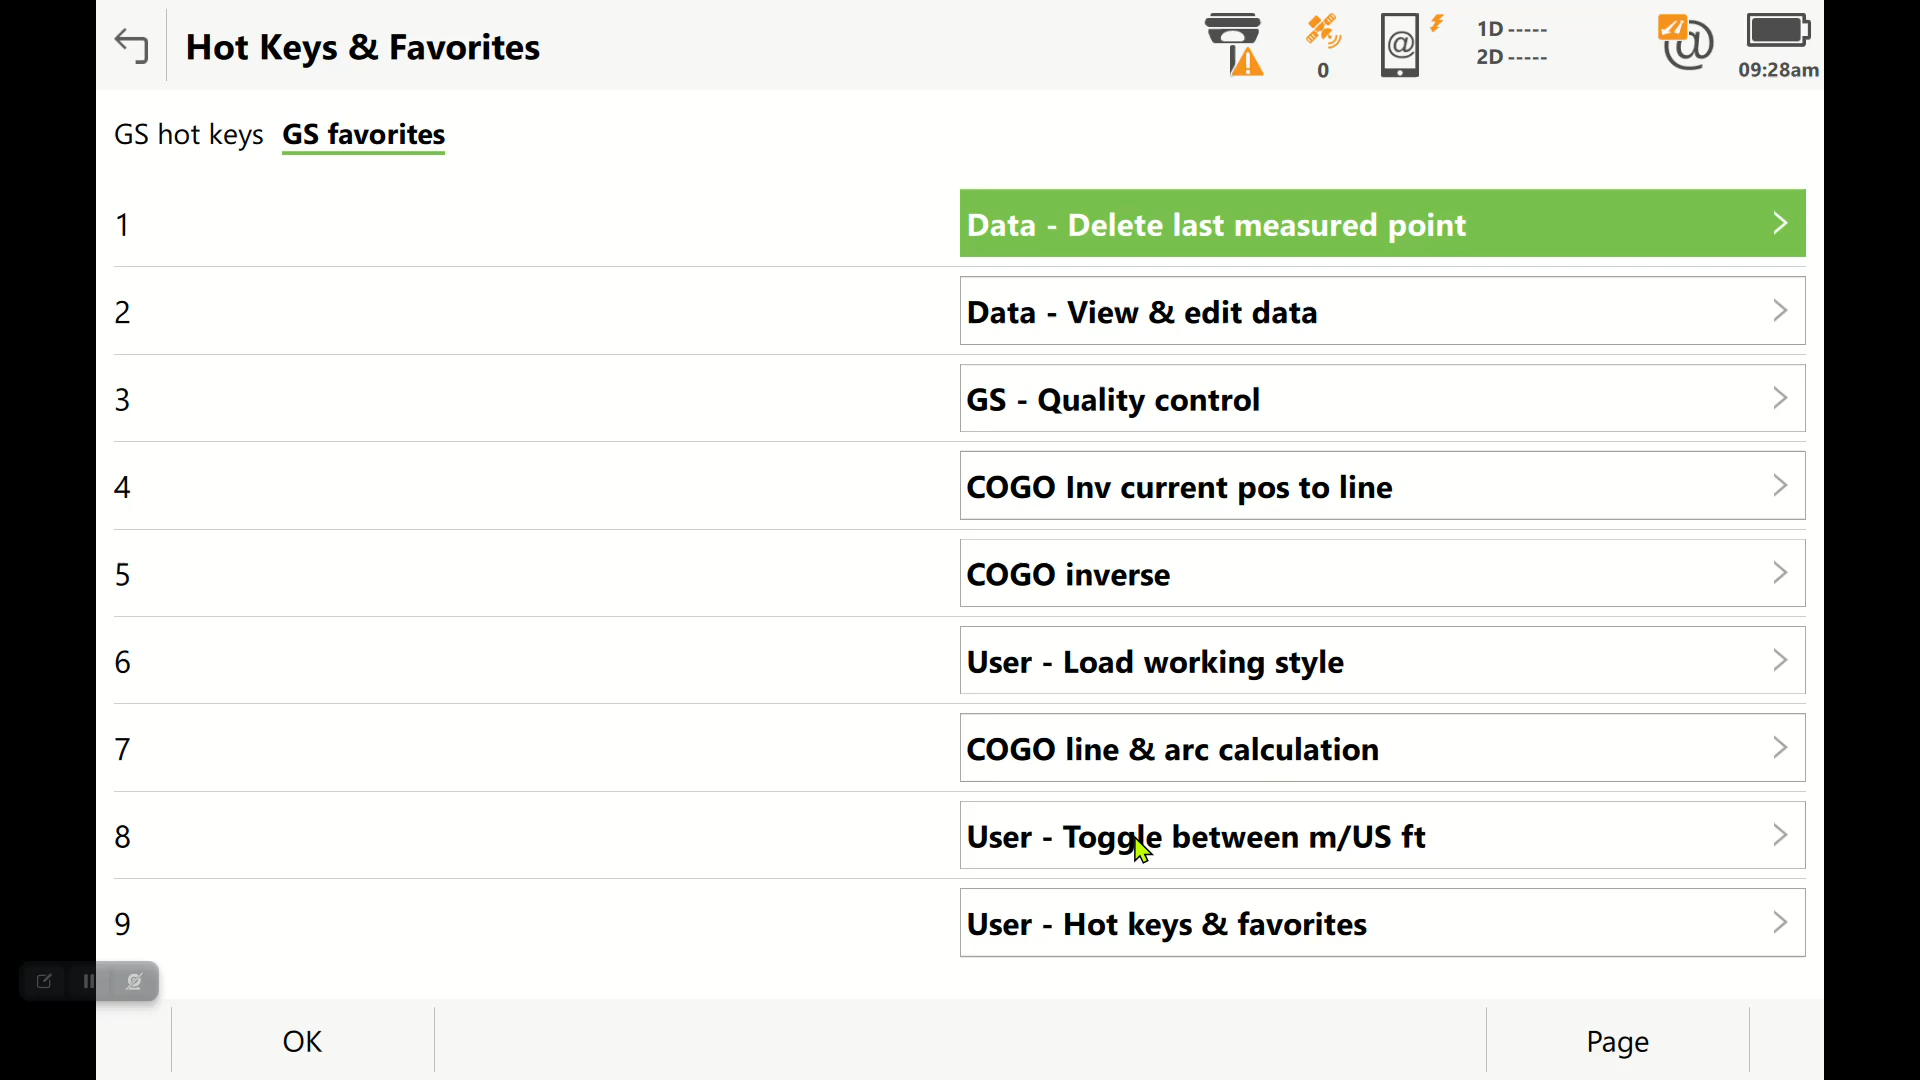 Hot Keys & Favorites
0
@
1D -----
2D -----
@
09:28am
GS hot keys GS favorites
1 Data - Delete last measured point
2 Data - View & edit data
3 GS - Quality control
4 COGO Inv current pos to line
5 COGO inverse
6 User - Load working style
7 COGO line & arc calculation
8 User - Toggle between m/US ft
9 User - Hot keys & favorites
OK Page